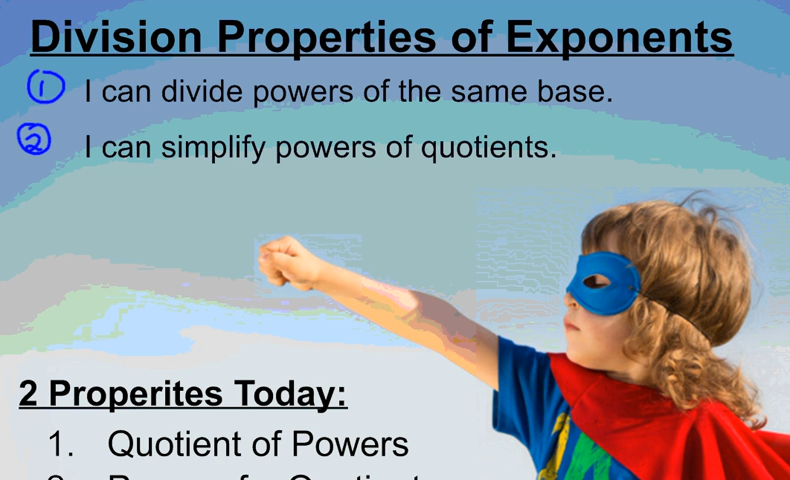 Division Properties of Exponents
1 I can divide powers of the same base.
2 I can simplify powers of quotients.
2 Properites Today:
1. Quotient of Powers